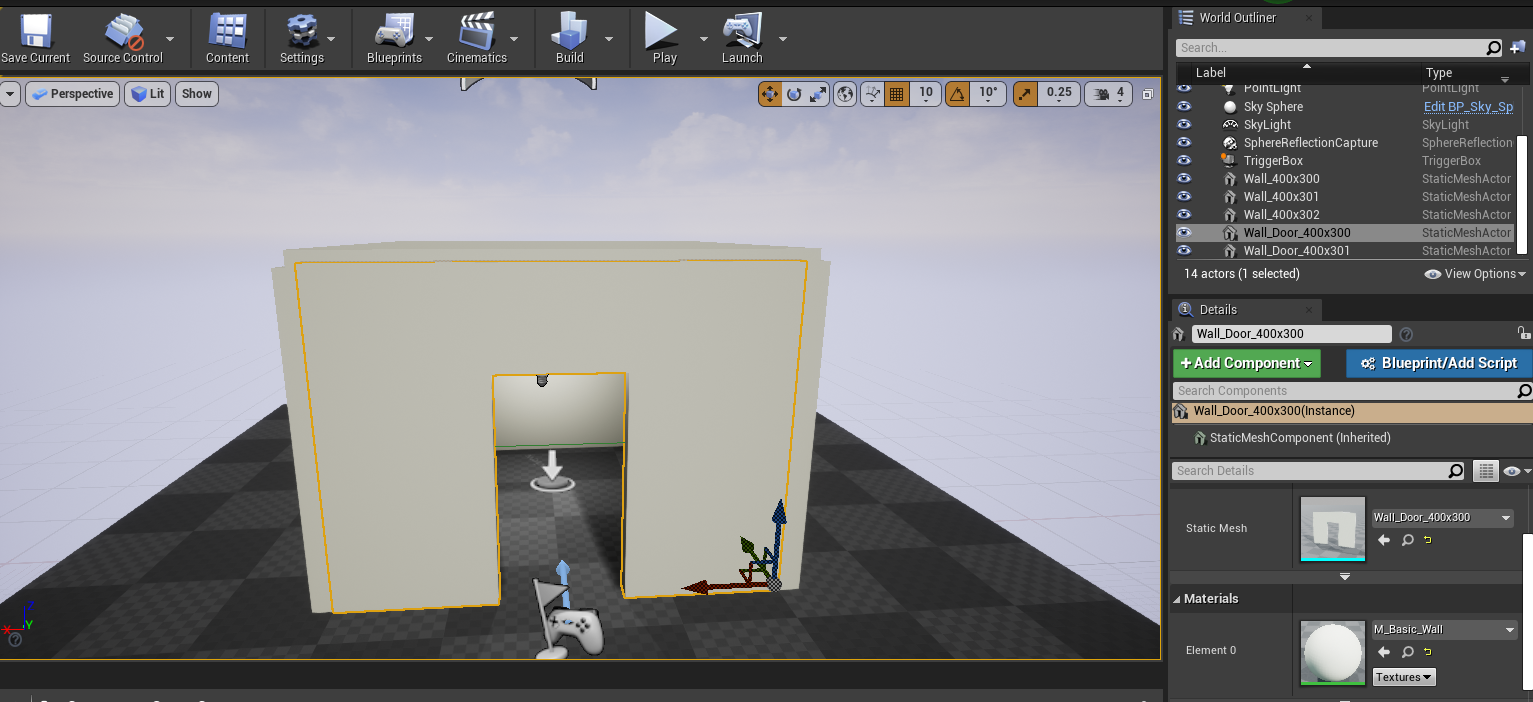 Save Current Source Control Content Settings Blueprints Cinematics Build Play Launch
Perspective Lit Show 10 10° 0.25 4
X Z Y
World Outliner
Search...
Label Type
PointLight PointLight
Sky Sphere Edit BP_Sky_Sp
SkyLight SkyLight
SphereReflectionCapture SphereReflection
TriggerBox TriggerBox
Wall_400x300 StaticMeshActor
Wall_400x301 StaticMeshActor
Wall_400x302 StaticMeshActor
Wall_Door_400x300 StaticMeshActor
Wall_Door_400x301 StaticMeshActor
14 actors (1 selected) View Options
Details
Wall_Door_400x300
+Add Component Blueprint/Add Script
Search Components
Wall_Door_400x300(Instance)
StaticMeshComponent (Inherited)
Search Details
Static Mesh Wall_Door_400x300
Materials
Element 0 M_Basic_Wall
Textures